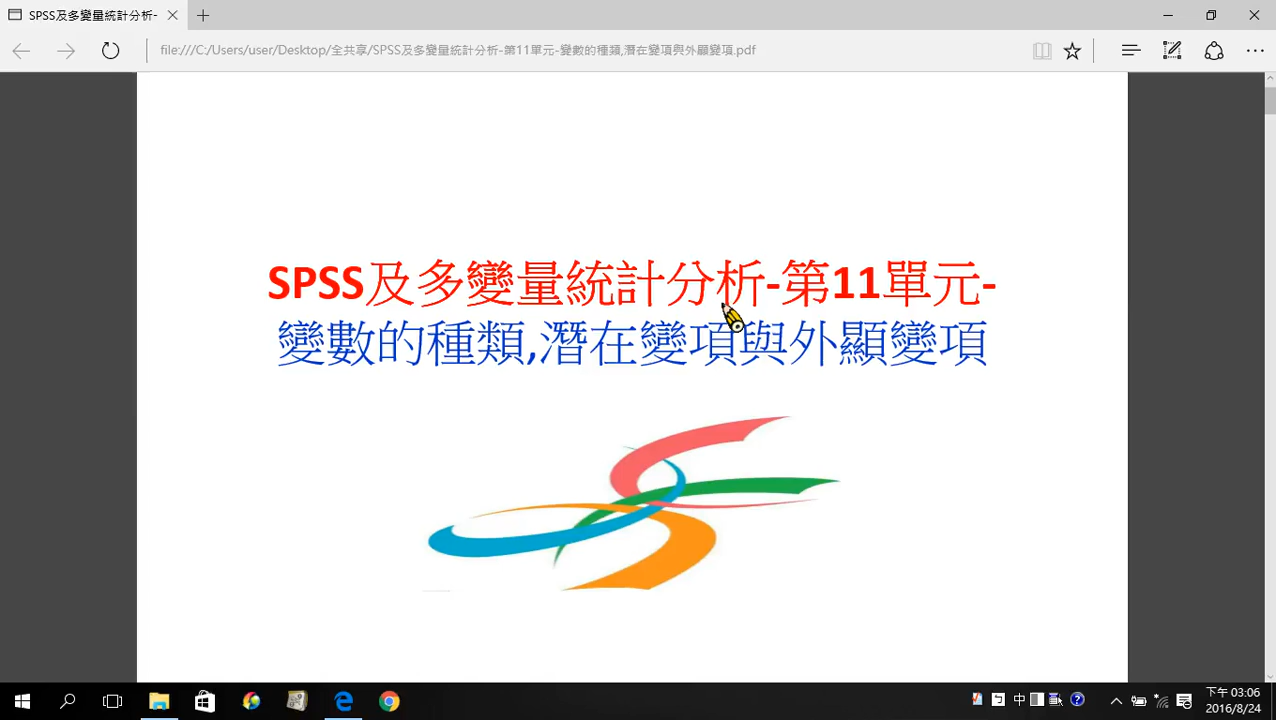 SPSS及多變量統計分析-
file:///C:/Users/user/Desktop/全共享/SPSS及多變量統計分析-第11單元-變數的種類,潛在變項與外顯變項.pdf
SPSS及多變量統計分析-第11單元-
變數的種類,潛在變項與外顯變項
中
下午 03:06
2016/8/24